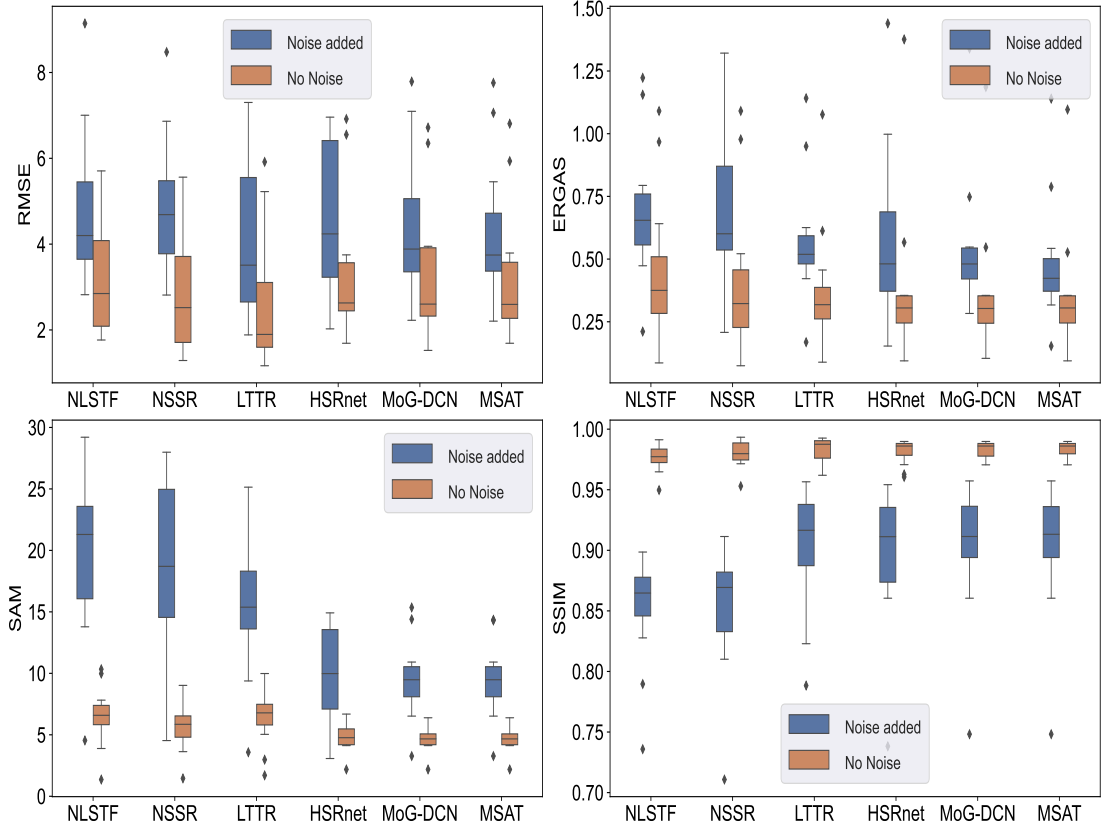 RMSE
8
6
4
2
Noise added
No Noise
NLSTF NSSR LTTR HSRnet MoG-DCN MSAT
ERGAS
1.50
1.25
1.00
0.75
0.50
0.25
Noise added
No Noise
NLSTF NSSR LTTR HSRnet MoG-DCN MSAT
SAM
30
25
20
15
10
5
0
Noise added
No Noise
NLSTF NSSR LTTR HSRnet MoG-DCN MSAT
SSIM
1.00
0.95
0.90
0.85
0.80
0.75
0.70
Noise added
No Noise
NLSTF NSSR LTTR HSRnet MoG-DCN MSAT